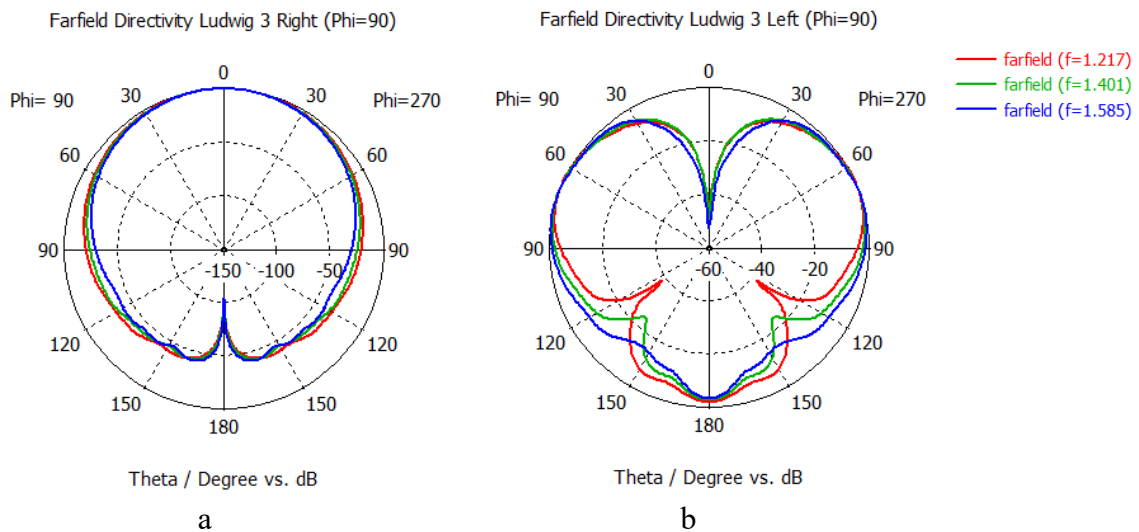 Farfield Directivity Ludwig 3 Right (Phi=90)
0
Phi= 90
30
30
Phi=270
60
60
90
90
-150
-100
-50
120
120
150
150
180
Theta / Degree vs. dB
a
Farfield Directivity Ludwig 3 Left (Phi=90)
0
Phi= 90
30
30
Phi=270
60
60
90
90
-60
-40
-20
120
120
150
150
180
Theta / Degree vs. dB
b
farfield (f=1.217)
farfield (f=1.401)
farfield (f=1.585)